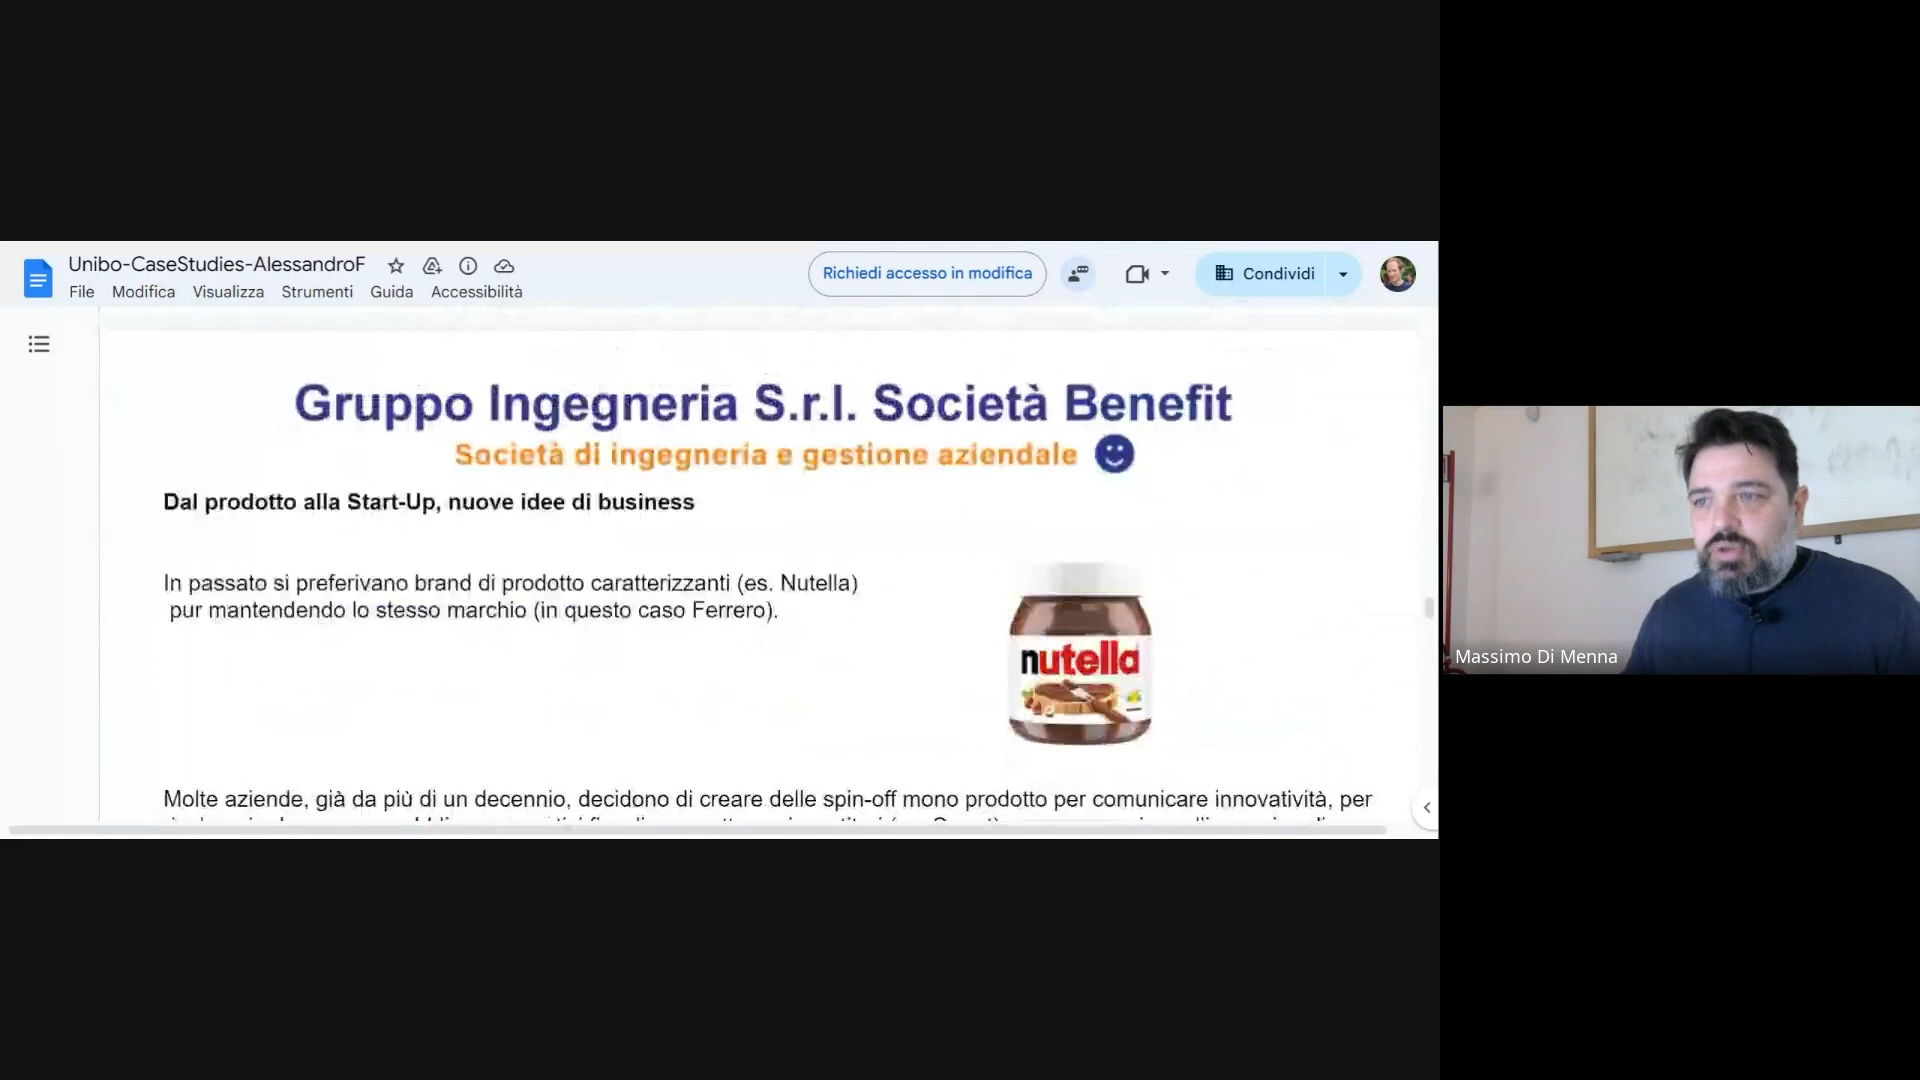 Unibo-CaseStudies-AlessandroF
File Modifica Visualizza Strumenti Guida Accessibilità
Richiedi accesso in modifica
Condividi
Gruppo Ingegneria S.r.l. Società Benefit
Società di ingegneria e gestione aziendale
Dal prodotto alla Start-Up, nuove idee di business
In passato si preferivano brand di prodotto caratterizzanti (es. Nutella)
pur mantendendo lo stesso marchio (in questo caso Ferrero).
nutella
Molte aziende, già da più di un decennio, decidono di creare delle spin-off mono prodotto per comunicare innovatività, per
Massimo Di Menna